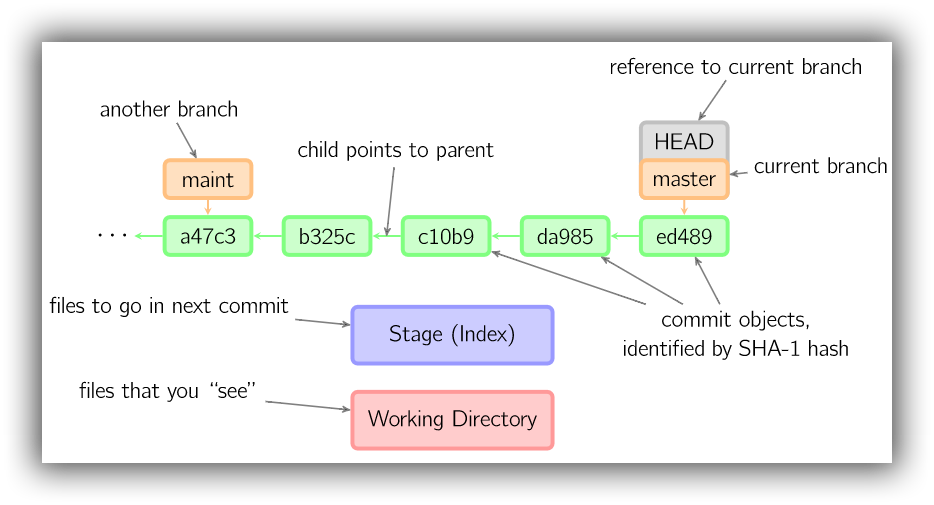 reference to current branch
another branch
HEAD
child points to parent
current branch
maint
master
... a47c3 b325c c10b9 da985 ed489
files to go in next commit
Stage (Index)
commit objects,
identified by SHA-1 hash
files that you “see”
Working Directory